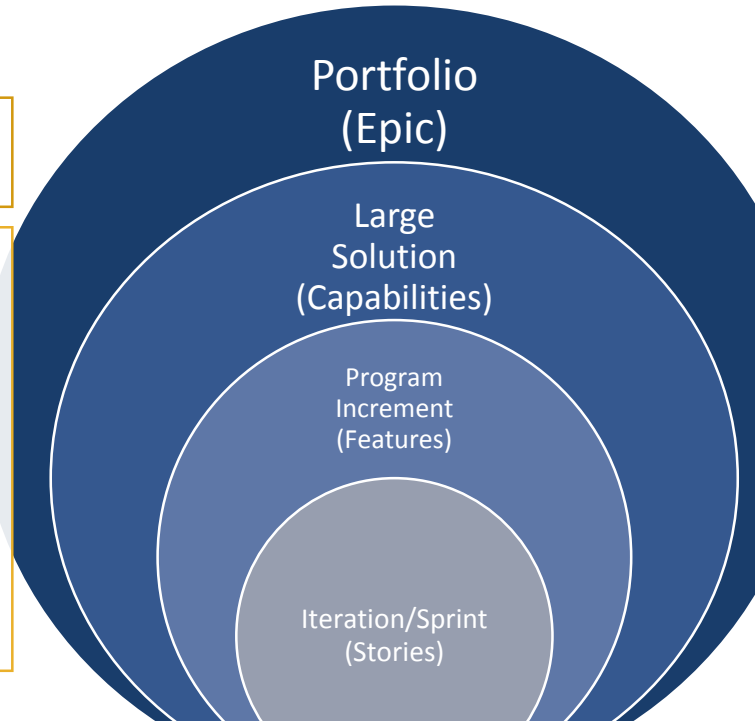 Portfolio
(Epic)
Large
Solution
(Capabilities)
Program
Increment
(Features)
Iteration/Sprint
(Stories)